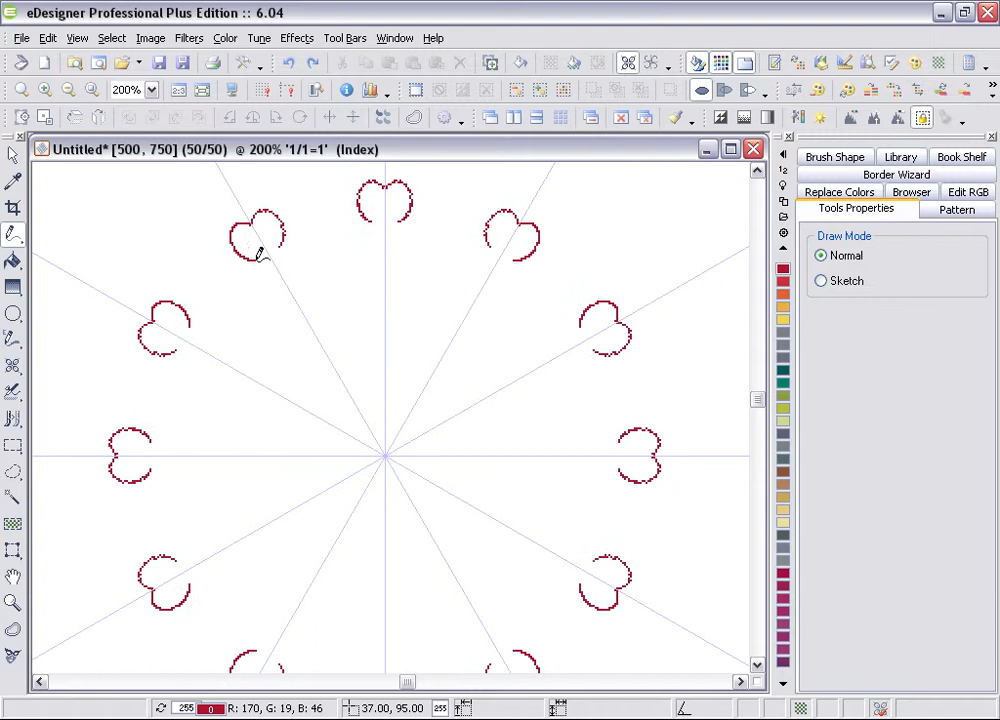 eDesigner Professional Plus Edition :: 6.04
File Edit View Select Image Filters Color Tune Effects Tool Bars Window Help
200%
Untitled* [500, 750] (50/50) @ 200% '1/1=1' (Index)
Brush Shape Library Book Shelf
Border Wizard
Replace Colors Browser Edit RGB
Tools Properties Pattern
Draw Mode
Normal
Sketch
255 0 R: 170, G: 19, B: 46 37.00, 95.00 255